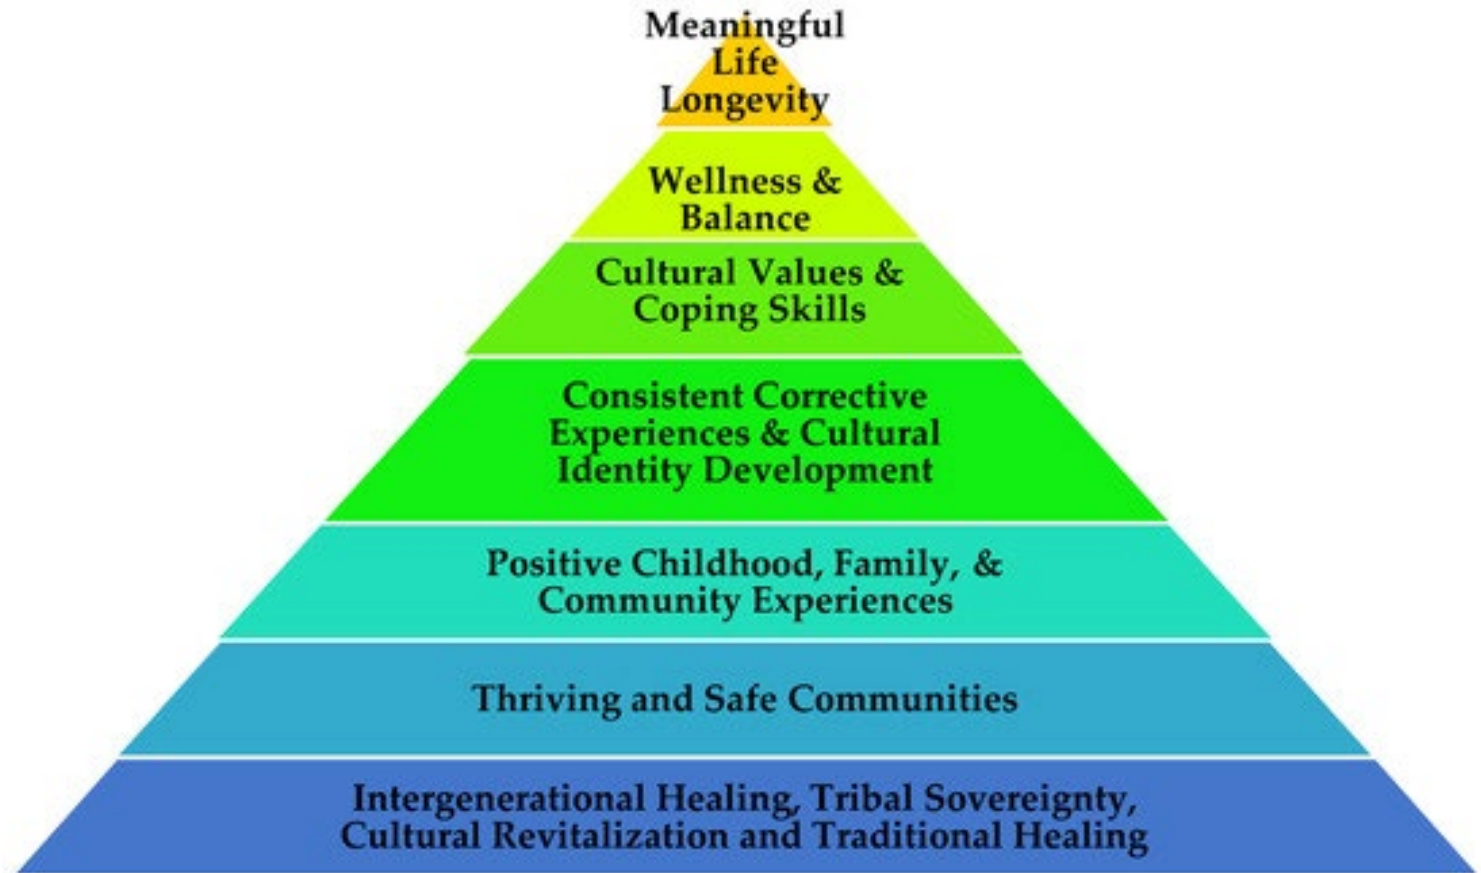 Meaningful
Life
Longevity
Wellness &
Balance
Cultural Values &
Coping Skills
Consistent Corrective
Experiences & Cultural
Identity Development
Positive Childhood, Family, &
Community Experiences
Thriving and Safe Communities
Intergenerational Healing, Tribal Sovereignty,
Cultural Revitalization and Traditional Healing